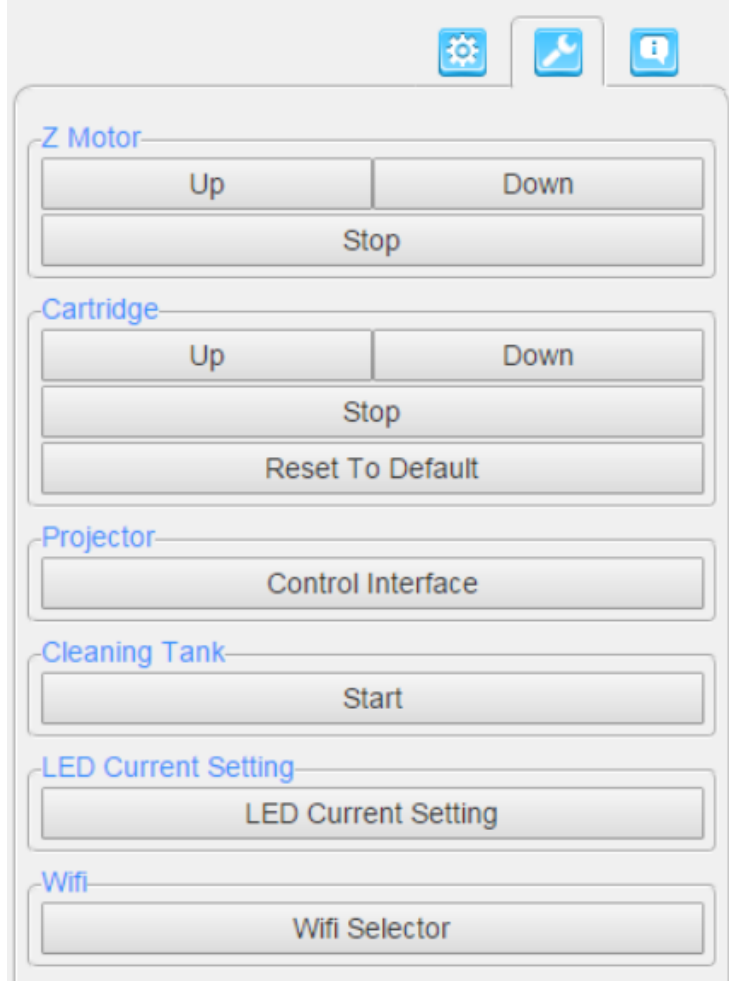 Z Motor
Up Down
Stop
Cartridge
Up Down
Stop
Reset To Default
Projector
Control Interface
Cleaning Tank
Start
LED Current Setting
LED Current Setting
Wifi
Wifi Selector